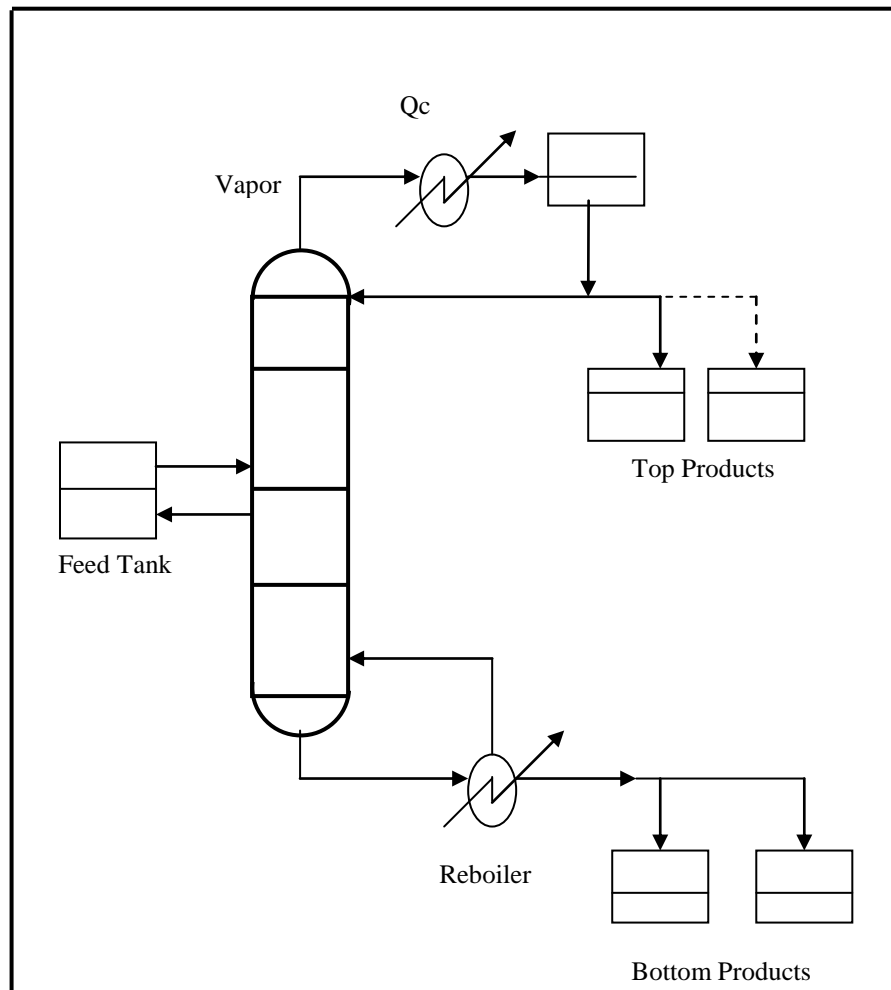 Qc
Vapor
Top Products
Feed Tank
Reboiler
Bottom Products